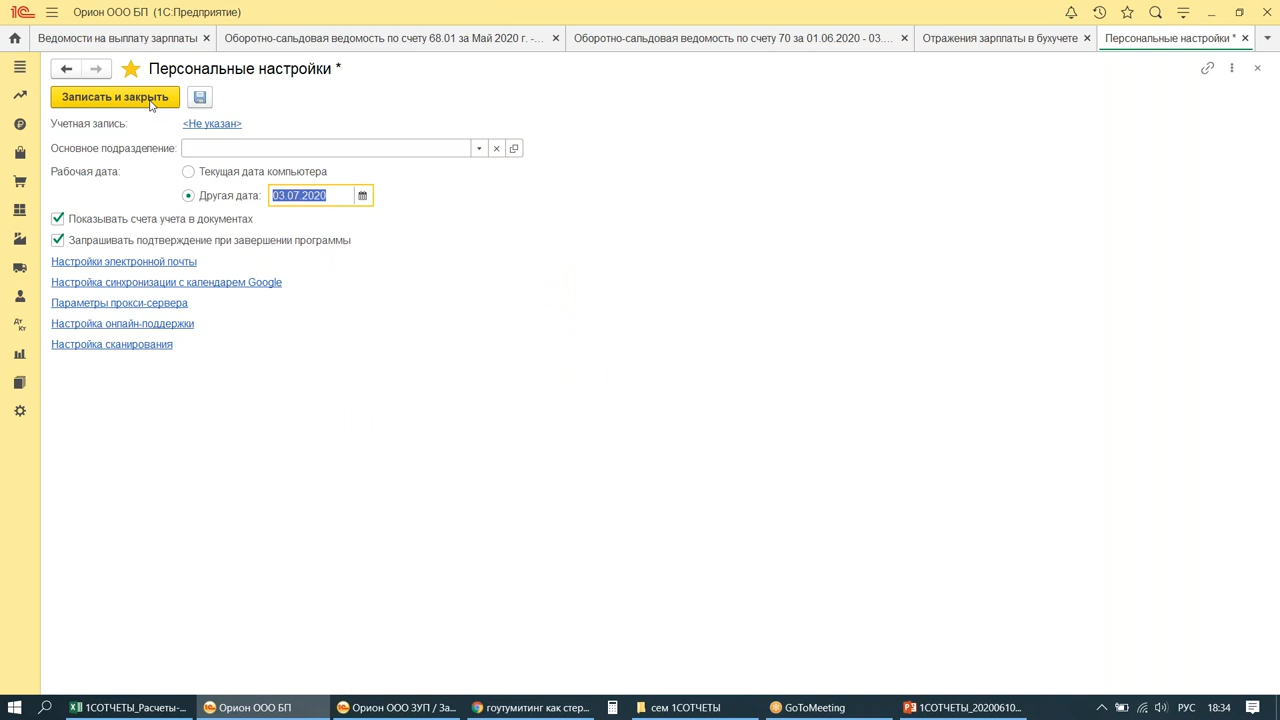 Орион ООО БП (1С:Предприятие)
Ведомости на выплату зарплаты
Оборотно-сальдовая ведомость по счету 68.01 за Май 2020 г. -...
Оборотно-сальдовая ведомость по счету 70 за 01.06.2020 - 03....
Отражения зарплаты в бухучете
Персональные настройки *
Персональные настройки *
Записать и закрыть
Учетная запись: <Не указан>
Основное подразделение:
Рабочая дата: Текущая дата компьютера
Другая дата: 03.07.2020
Показывать счета учета в документах
Запрашивать подтверждение при завершении программы
Настройки электронной почты
Настройка синхронизации с календарем Google
Параметры прокси-сервера
Настройка онлайн-поддержки
Настройка сканирования
Дт
Кт
1СОТЧЕТЫ_Расчеты-...
Орион ООО БП
Орион ООО ЗУП / За...
гоутумитинг как стер...
сем 1СОТЧЕТЫ
GoToMeeting
1СОТЧЕТЫ_20200610...
РУС
18:34